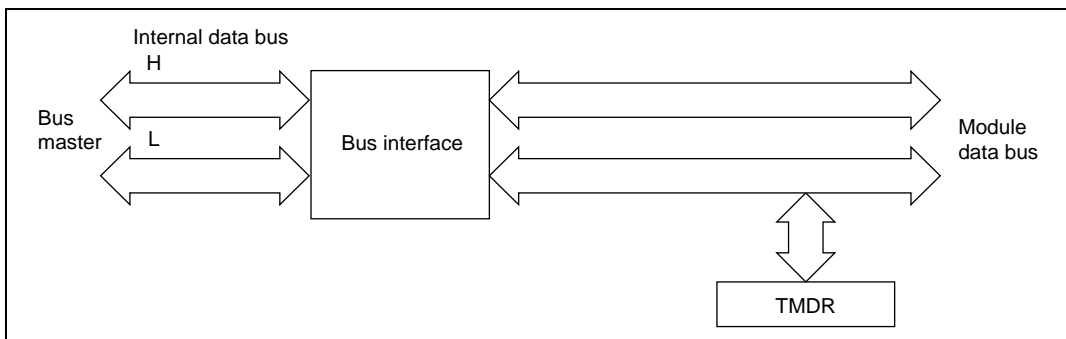 Internal data bus
H
Bus
master
L
Bus interface
Module
data bus
TMDR